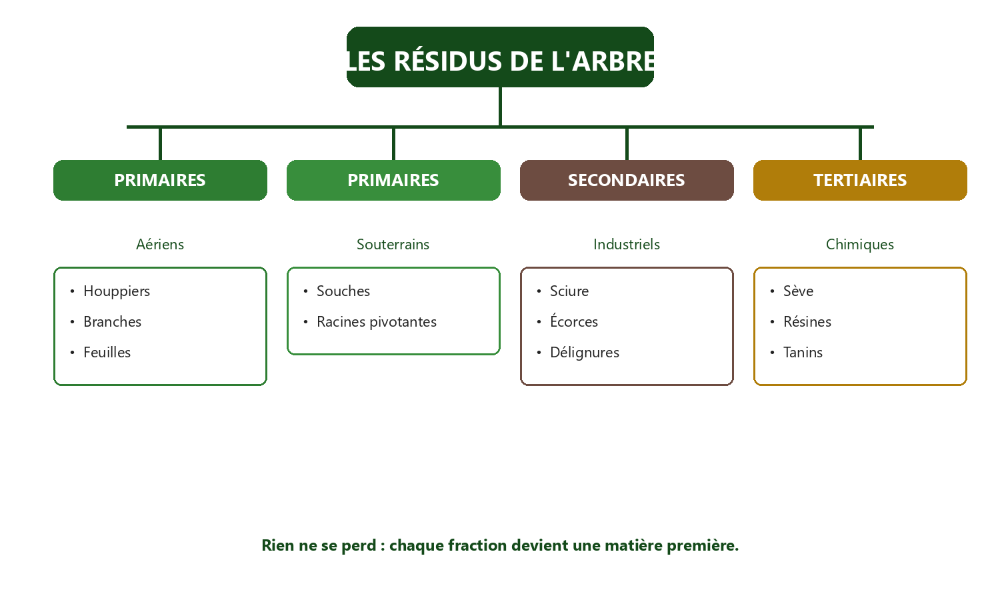 LES RÉSIDUS DE L'ARBRE
PRIMAIRES
Aériens
• Houppiers
• Branches
• Feuilles
PRIMAIRES
Souterrains
• Souches
• Racines pivotantes
SECONDAIRES
Industriels
• Sciure
• Écorces
• Délignures
TERTIAIRES
Chimiques
• Sève
• Résines
• Tanins
Rien ne se perd : chaque fraction devient une matière première.